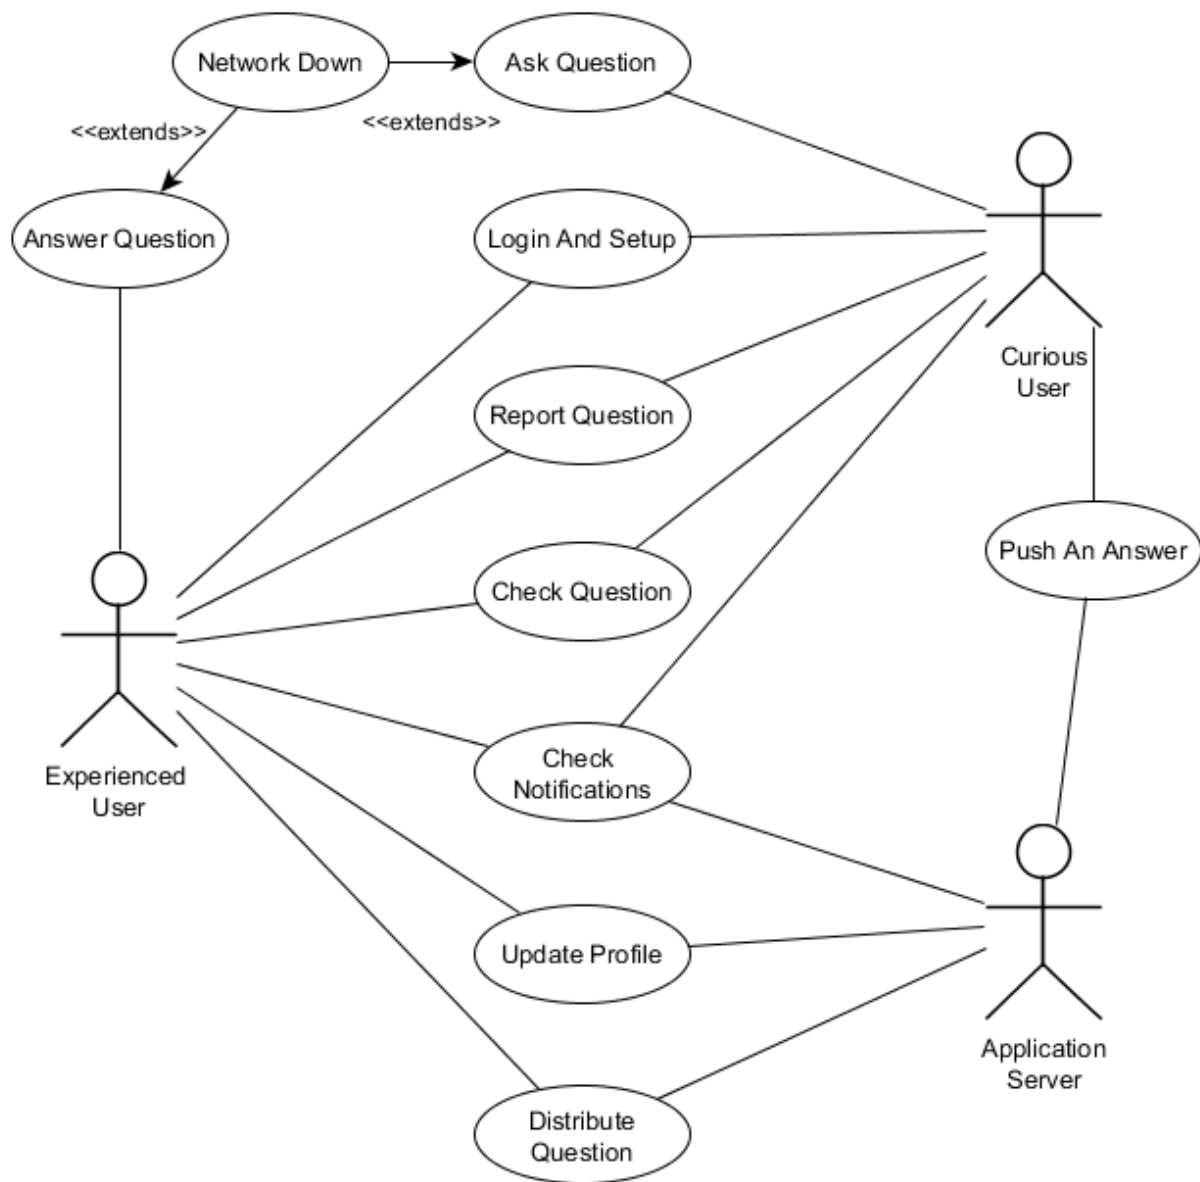 Network Down
Ask Question
<<extends>>
<<extends>>
Answer Question
Login And Setup
Curious
User
Report Question
Push An Answer
Check Question
Experienced
User
Check
Notifications
Update Profile
Application
Server
Distribute
Question